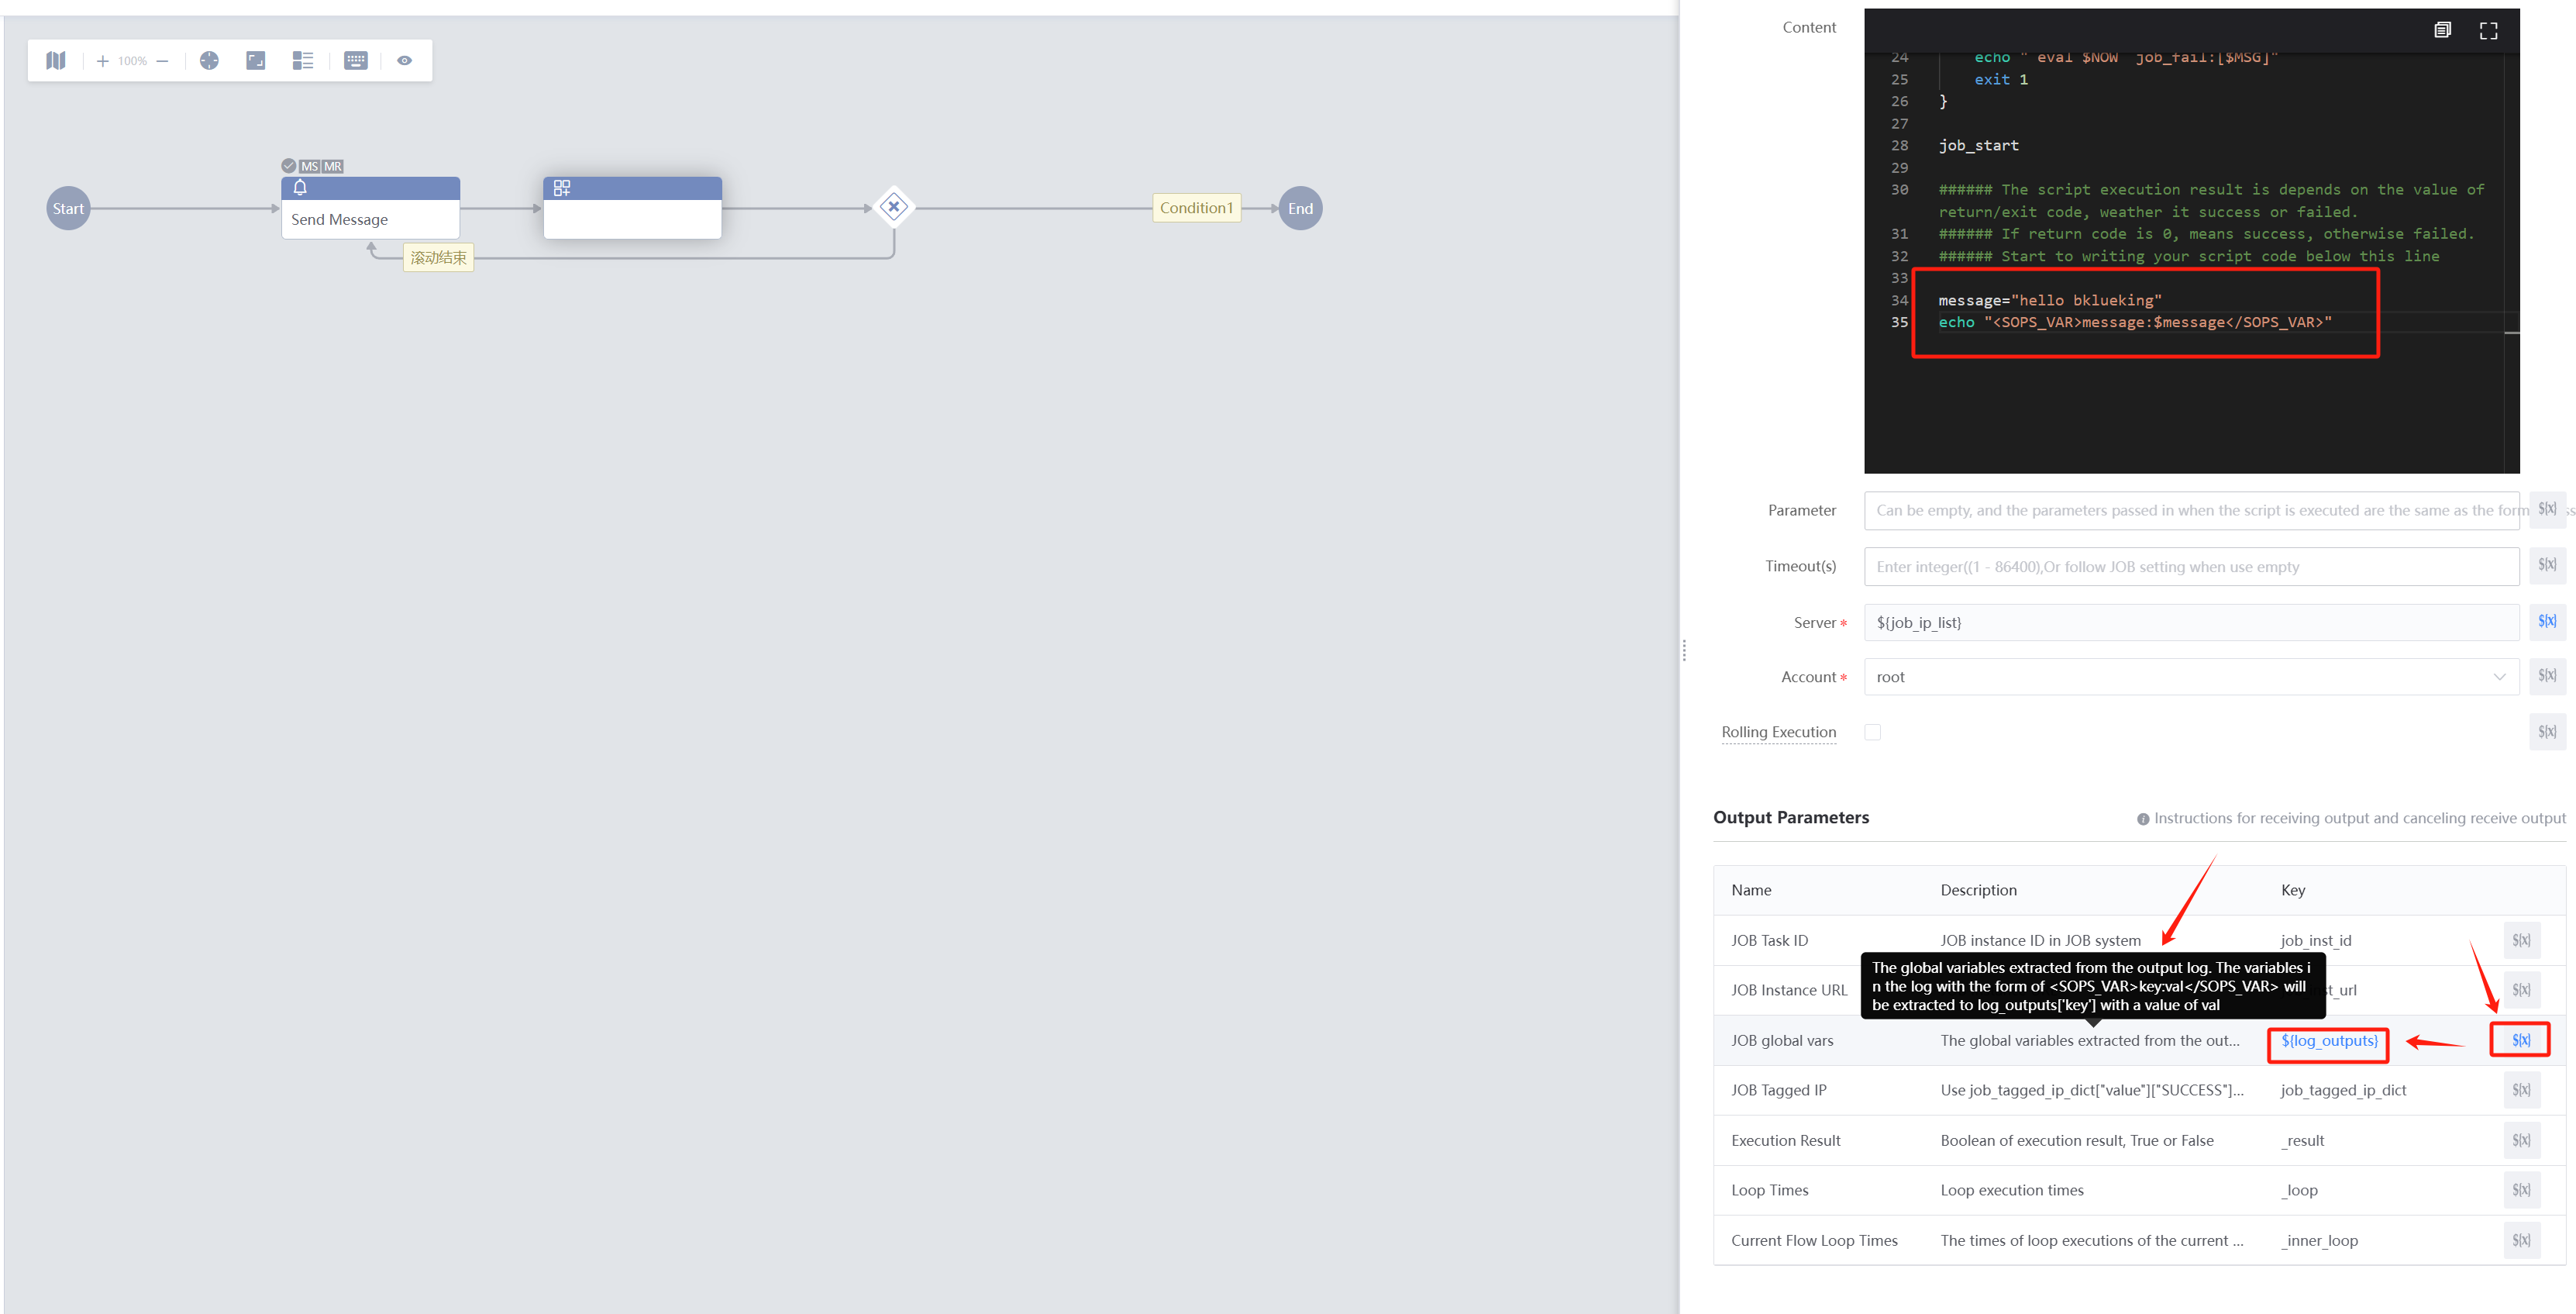 100%
MS MR
Start
Send Message
滚动结束
Condition1
End
Content
24 echo " eval $NOW job_fail:[$MSG]"
25 exit 1
26 }
27
28 job_start
29
30 ###### The script execution result is depends on the value of
return/exit code, weather it success or failed.
31 ###### If return code is 0, means success, otherwise failed.
32 ###### Start to writing your script code below this line
33
34 message="hello bklueking"
35 echo "<SOPS_VAR>message:$message</SOPS_VAR>"
Parameter
Can be empty, and the parameters passed in when the script is executed are the same as the form
$(x)
Timeout(s)
Enter integer((1 - 86400),Or follow JOB setting when use empty
$(x)
Server *
${job_ip_list}
$(x)
Account *
root
$(x)
Rolling Execution
$(x)
Output Parameters
Instructions for receiving output and canceling receive output
Name Description Key
JOB Task ID JOB instance ID in JOB system job_inst_id $(x)
The global variables extracted from the output log. The variables i
n the log with the form of <SOPS_VAR>key:val</SOPS_VAR> will
be extracted to log_outputs['key'] with a value of val
JOB Instance URL st_url $(x)
JOB global vars The global variables extracted from the out... ${log_outputs} $(x)
JOB Tagged IP Use job_tagged_ip_dict["value"]["SUCCESS"]... job_tagged_ip_dict $(x)
Execution Result Boolean of execution result, True or False _result $(x)
Loop Times Loop execution times _loop $(x)
Current Flow Loop Times The times of loop executions of the current ... _inner_loop $(x)